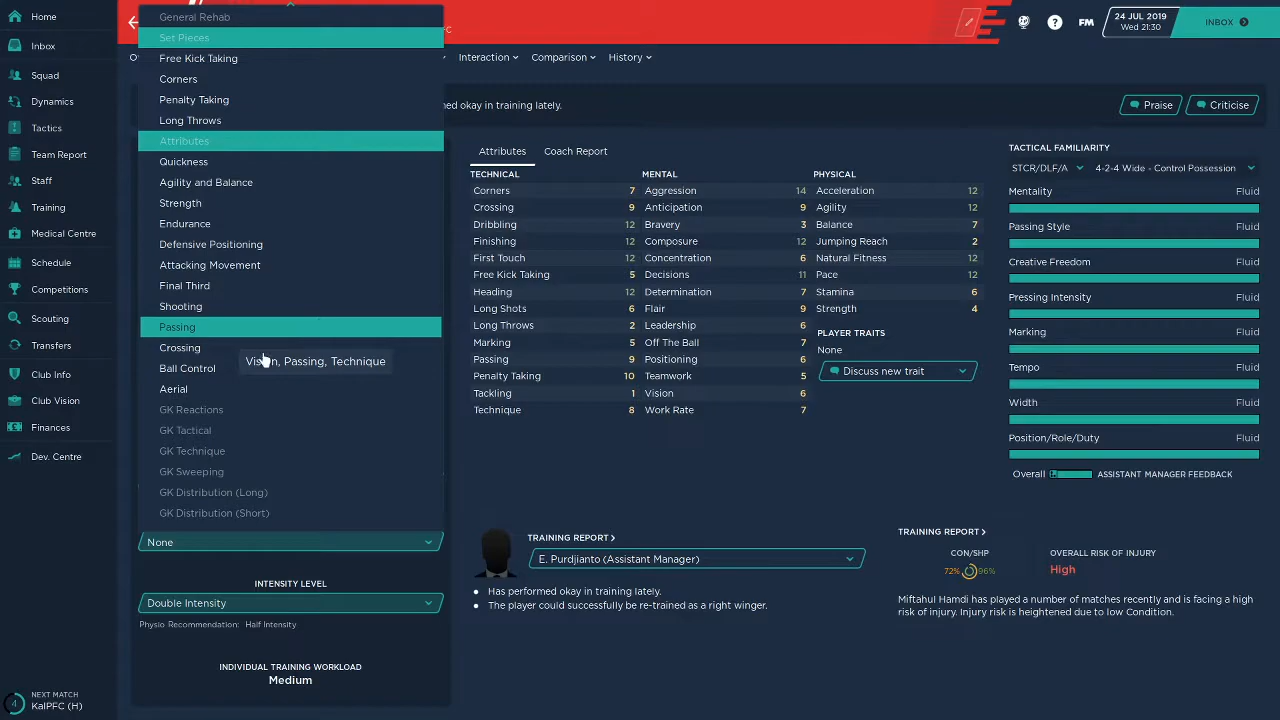 Home
Inbox
Squad
Dynamics
Tactics
Team Report
Staff
Training
Medical Centre
Schedule
Competitions
Scouting
Transfers
Club Info
Club Vision
Finances
Dev. Centre
4
NEXT MATCH
KalPFC (H)
General Rehab
Set Pieces
Free Kick Taking
Corners
Penalty Taking
Long Throws
Attributes
Quickness
Agility and Balance
Strength
Endurance
Defensive Positioning
Attacking Movement
Final Third
Shooting
Passing
Crossing
Vision, Passing, Technique
Ball Control
Aerial
GK Reactions
GK Tactical
GK Technique
GK Sweeping
GK Distribution (Long)
GK Distribution (Short)
None
INTENSITY LEVEL
Double Intensity
Physio Recommendation: Half Intensity
INDIVIDUAL TRAINING WORKLOAD
Medium
FM
24 JUL 2019
Wed 21:30
INBOX
Interaction
Comparison
History
med okay in training lately.
Praise
Criticise
Attributes
Coach Report
TECHNICAL
Corners 7
Crossing 9
Dribbling 12
Finishing 12
First Touch 12
Free Kick Taking 5
Heading 12
Long Shots 6
Long Throws 2
Marking 5
Passing 9
Penalty Taking 10
Tackling 1
Technique 8
MENTAL
Aggression 14
Anticipation 9
Bravery 3
Composure 12
Concentration 6
Decisions 11
Determination 7
Flair 9
Leadership 6
Off The Ball 7
Positioning 6
Teamwork 5
Vision 6
Work Rate 7
PHYSICAL
Acceleration 12
Agility 12
Balance 7
Jumping Reach 2
Natural Fitness 12
Pace 12
Stamina 6
Strength 4
PLAYER TRAITS
None
Discuss new trait
TACTICAL FAMILIARITY
STCR/DLF/A
4-2-4 Wide - Control Possession
Mentality Fluid
Passing Style Fluid
Creative Freedom Fluid
Pressing Intensity Fluid
Marking Fluid
Tempo Fluid
Width Fluid
Position/Role/Duty Fluid
Overall
ASSISTANT MANAGER FEEDBACK
TRAINING REPORT
E. Purdjianto (Assistant Manager)
Has performed okay in training lately.
The player could successfully be re-trained as a right winger.
TRAINING REPORT
CON/SHP
72% 96%
OVERALL RISK OF INJURY
High
Miftahul Hamdi has played a number of matches recently and is facing a high
risk of injury. Injury risk is heightened due to low Condition.